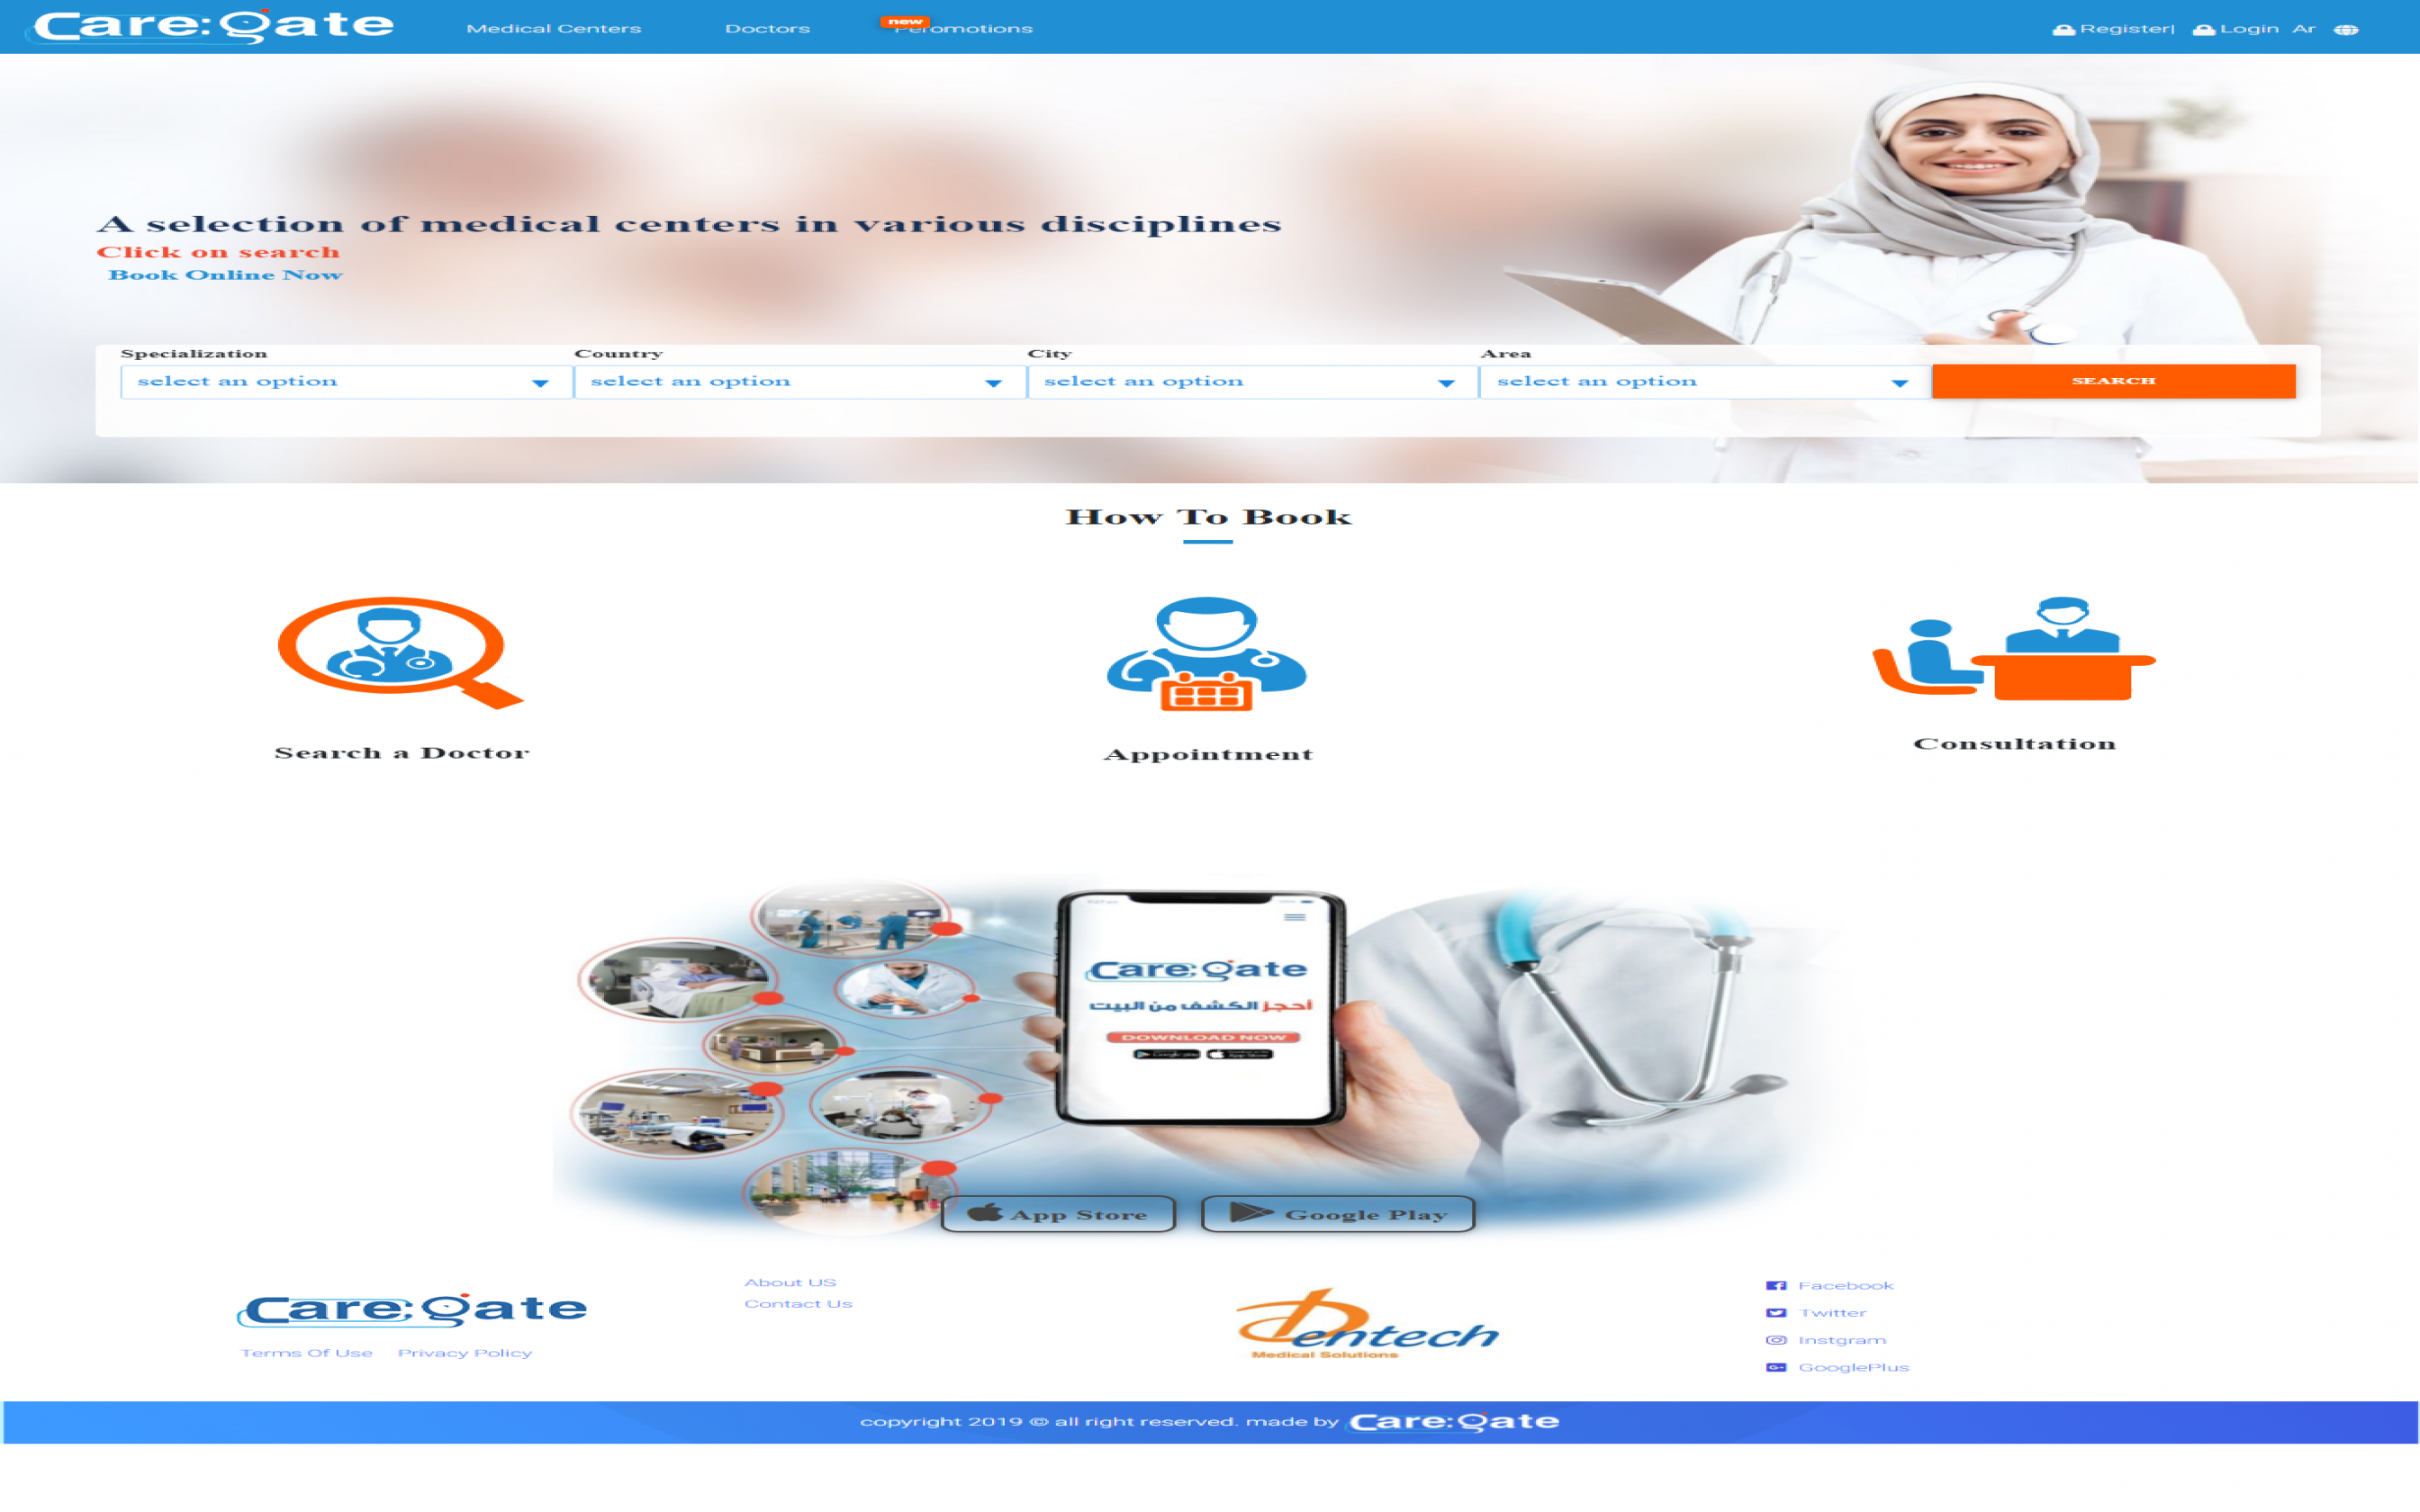 Care:gate
Medical Centers
Doctors
new
Peromotions
Register|
Login
Ar
A selection of medical centers in various disciplines
Click on search
Book Online Now
Specialization
Country
City
Area
select an option
select an option
select an option
select an option
SEARCH
How To Book
Search a Doctor
Appointment
Consultation
Care:gate
أحجز الكشف من البيت
DOWNLOAD NOW
Google play
App Store
App Store
Google Play
Care:gate
Terms Of Use
Privacy Policy
About US
Contact Us
Dentech
Medical Solutions
Facebook
Twitter
Instgram
GooglePlus
copyright 2019 © all right reserved. made by Care:gate